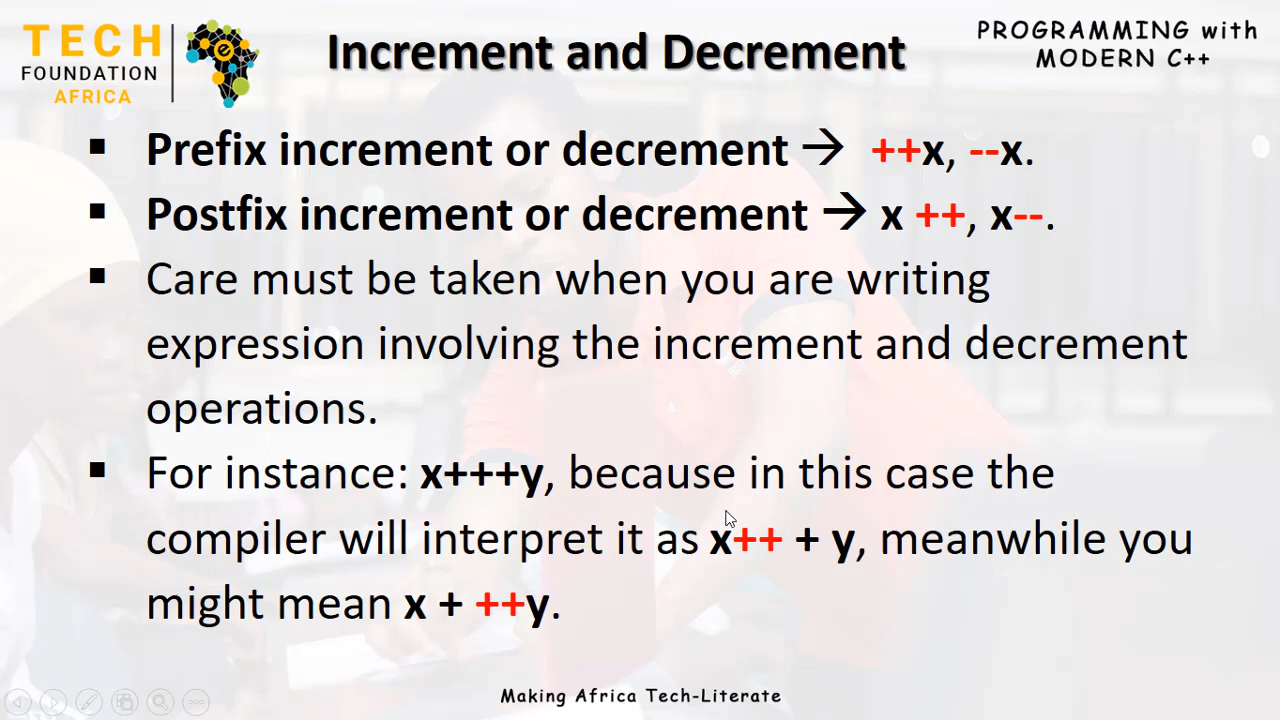 TECH
FOUNDATION
AFRICA
e
Increment and Decrement
PROGRAMMING with
MODERN C++
▪ Prefix increment or decrement → ++x, --x.
▪ Postfix increment or decrement → x ++, x--.
▪ Care must be taken when you are writing
expression involving the increment and decrement
operations.
▪ For instance: x+++y, because in this case the
compiler will interpret it as x++ + y, meanwhile you
might mean x + ++y.
Making Africa Tech-Literate